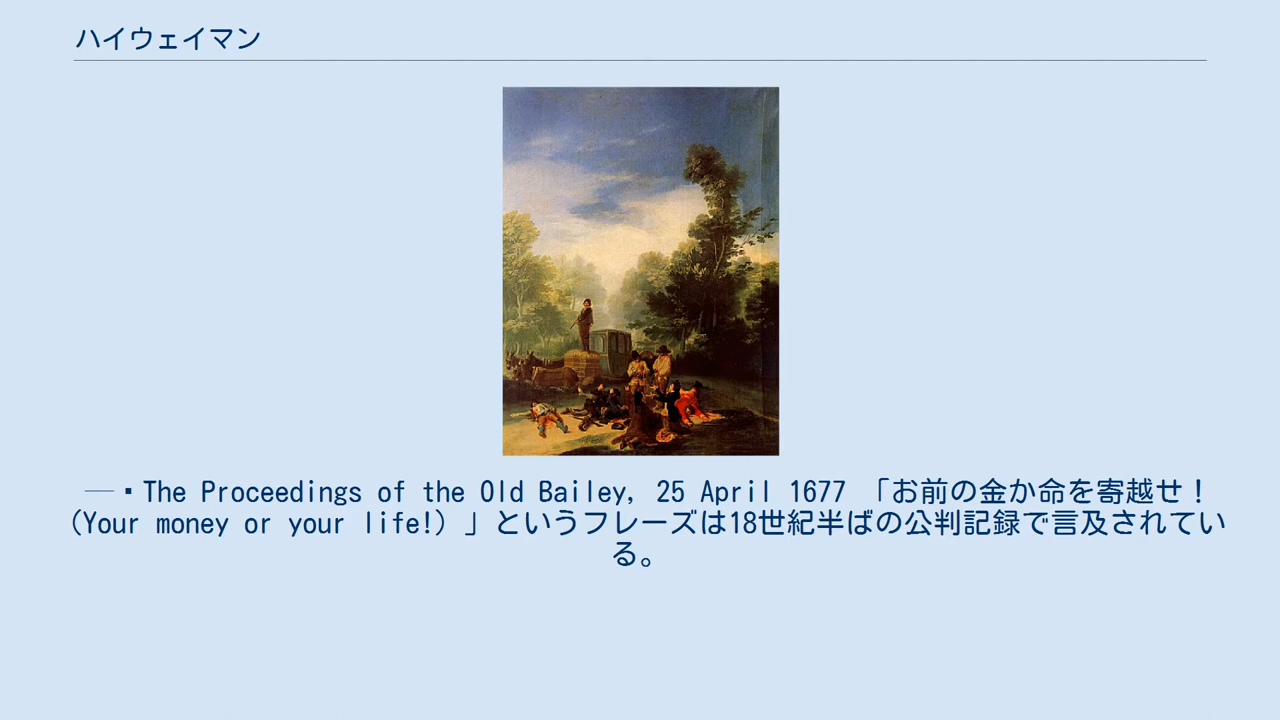 ハイウェイマン
―▪The Proceedings of the Old Bailey, 25 April 1677 「お前の金か命を寄越せ！
(Your money or your life!) 」というフレーズは18世紀半ばの公判記録で言及されてい
る。